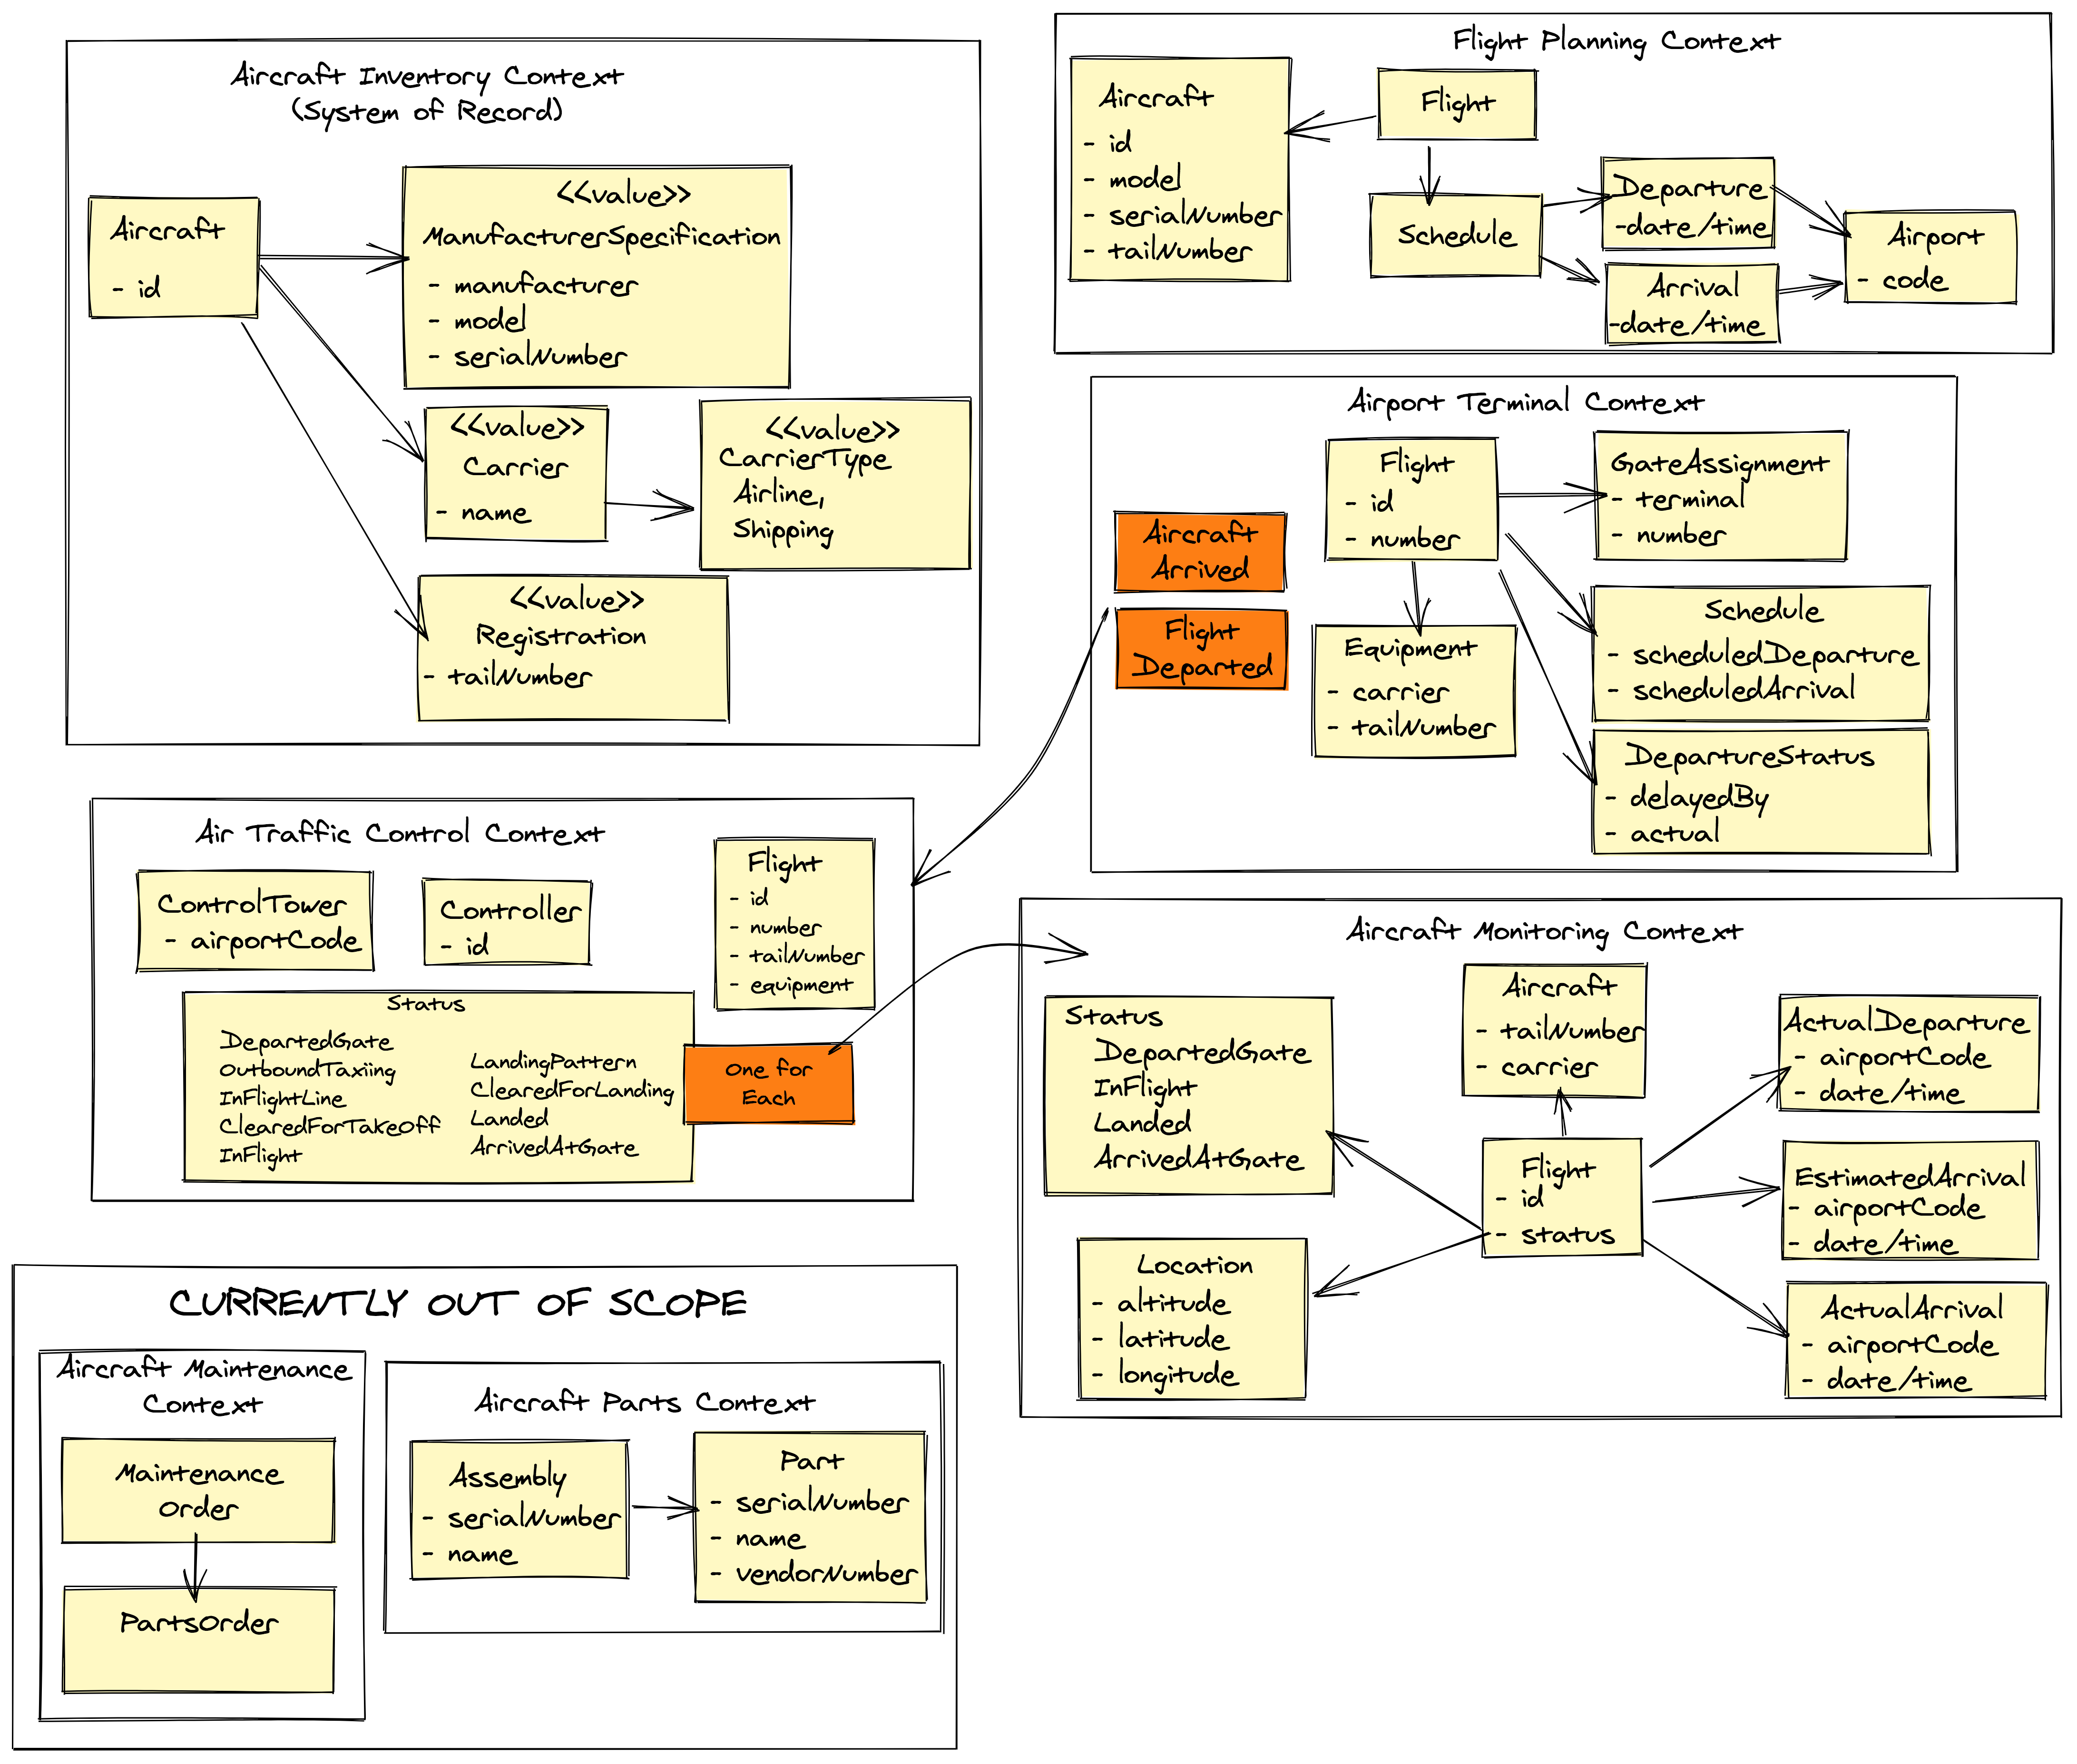 Aircraft Inventory Context
(System of Record)
Aircraft
- id
<<value>>
ManufacturerSpecification
- manufacturer
- model
- serialNumber
<<value>>
Carrier
- name
<<value>>
CarrierType
Airline,
Shipping
<<value>>
Registration
- tailNumber
Flight Planning Context
Aircraft
- id
- model
- serialNumber
- tailNumber
Flight
Schedule
Departure
-date/time
Arrival
-date/time
Airport
- code
Airport Terminal Context
Aircraft
Arrived
Flight
Departed
Flight
- id
- number
GateAssignment
- terminal
- number
Equipment
- carrier
- tailNumber
Schedule
- scheduledDeparture
- scheduledArrival
DepartureStatus
- delayedBy
- actual
Air Traffic Control Context
ControlTower
- airportCode
Controller
- id
Flight
- id
- number
- tailNumber
- equipment
Status
DepartedGate
OutboundTaxiing
InFlightLine
ClearedForTakeOff
InFlight
LandingPattern
ClearedForLanding
Landed
ArrivedAtGate
One for
Each
Aircraft Monitoring Context
Status
DepartedGate
InFlight
Landed
ArrivedAtGate
Aircraft
- tailNumber
- carrier
ActualDeparture
- airportCode
- date/time
Flight
- id
- status
EstimatedArrival
- airportCode
- date/time
Location
- altitude
- latitude
- longitude
ActualArrival
- airportCode
- date/time
CURRENTLY OUT OF SCOPE
Aircraft Maintenance
Context
Maintenance
Order
PartsOrder
Aircraft Parts Context
Assembly
- serialNumber
- name
Part
- serialNumber
- name
- vendorNumber